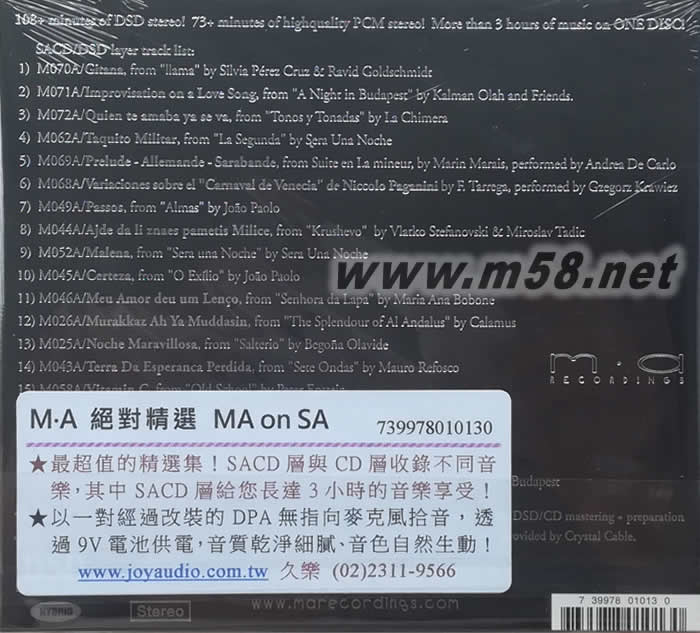 108+ minutes of DSD stereo! 73+ minutes of highquality PCM stereo! More than 3 hours of music on ONE DISC!
SACD/DSD layer track list:
1) M070A/Gitana, from "llama" by Silvia Pérez Cruz & Ravid Goldschmidt
2) M071A/Improvisation on a Love Song, from "A Night in Budapest" by Kalman Olah and Friends.
3) M072A/Quien te amaba ya se va, from "Tonos y Tonadas" by La Chimera
4) M062A/Taquito Militar, from "La Segunda" by Sera Una Noche
5) M069A/Prelude - Allemande - Sarabande, from Suite en La mineur, by Marin Marais, performed by Andrea De Carlo
6) M068A/Variaciones sobre el "Carnaval de Venecia" de Niccolo Paganini by F. Tarrega, performed by Gzegorz Krawiez
7) M049A/Passos, from "Almas" by João Paolo
8) M044A/Ajde da li znaes pametis Milice, from "Krushevo" by Vlatko Stefanovski & Miroslav Tadic
9) M052A/Malena, from "Sera una Noche" by Sera Una Noche
10) M045A/Certeza, from "O Exílio" by João Paolo
www.m58.net
11) M046A/Meu Amor deu um Lenço, from "Senhora da Lapa" by Maria Ana Bobone
12) M026A/Murakkaz Ah Ya Muddasin, from "The Splendour of Al Andalus" by Calamus
13) M025A/Noche Maravillosa, from "Salterio" by Begoña Olavide
14) M043A/Terra Da Esperanca Perdida, from "Sete Ondas" by Mauro Refosco
15) M058A/Vitamin C, from "Old School" by Peter Epstein
m·a
RECORDINGS
M·A 絕對精選 MA on SA 739978010130
★最超值的精選集！SACD 層與 CD 層收錄不同音
樂，其中 SACD 層給您長達 3 小時的音樂享受！
★以一對經過改裝的 DPA 無指向麥克風拾音，透
過 9V 電池供電，音質乾淨細膩、音色自然生動！
www.joyaudio.com.tw 久樂 (02)2311-9566
Budapest
DSD/CD mastering + preparation
ovided by Crystal Cable.
HYBRID
Stereo
www.marecordings.com
7 39978 01013 0